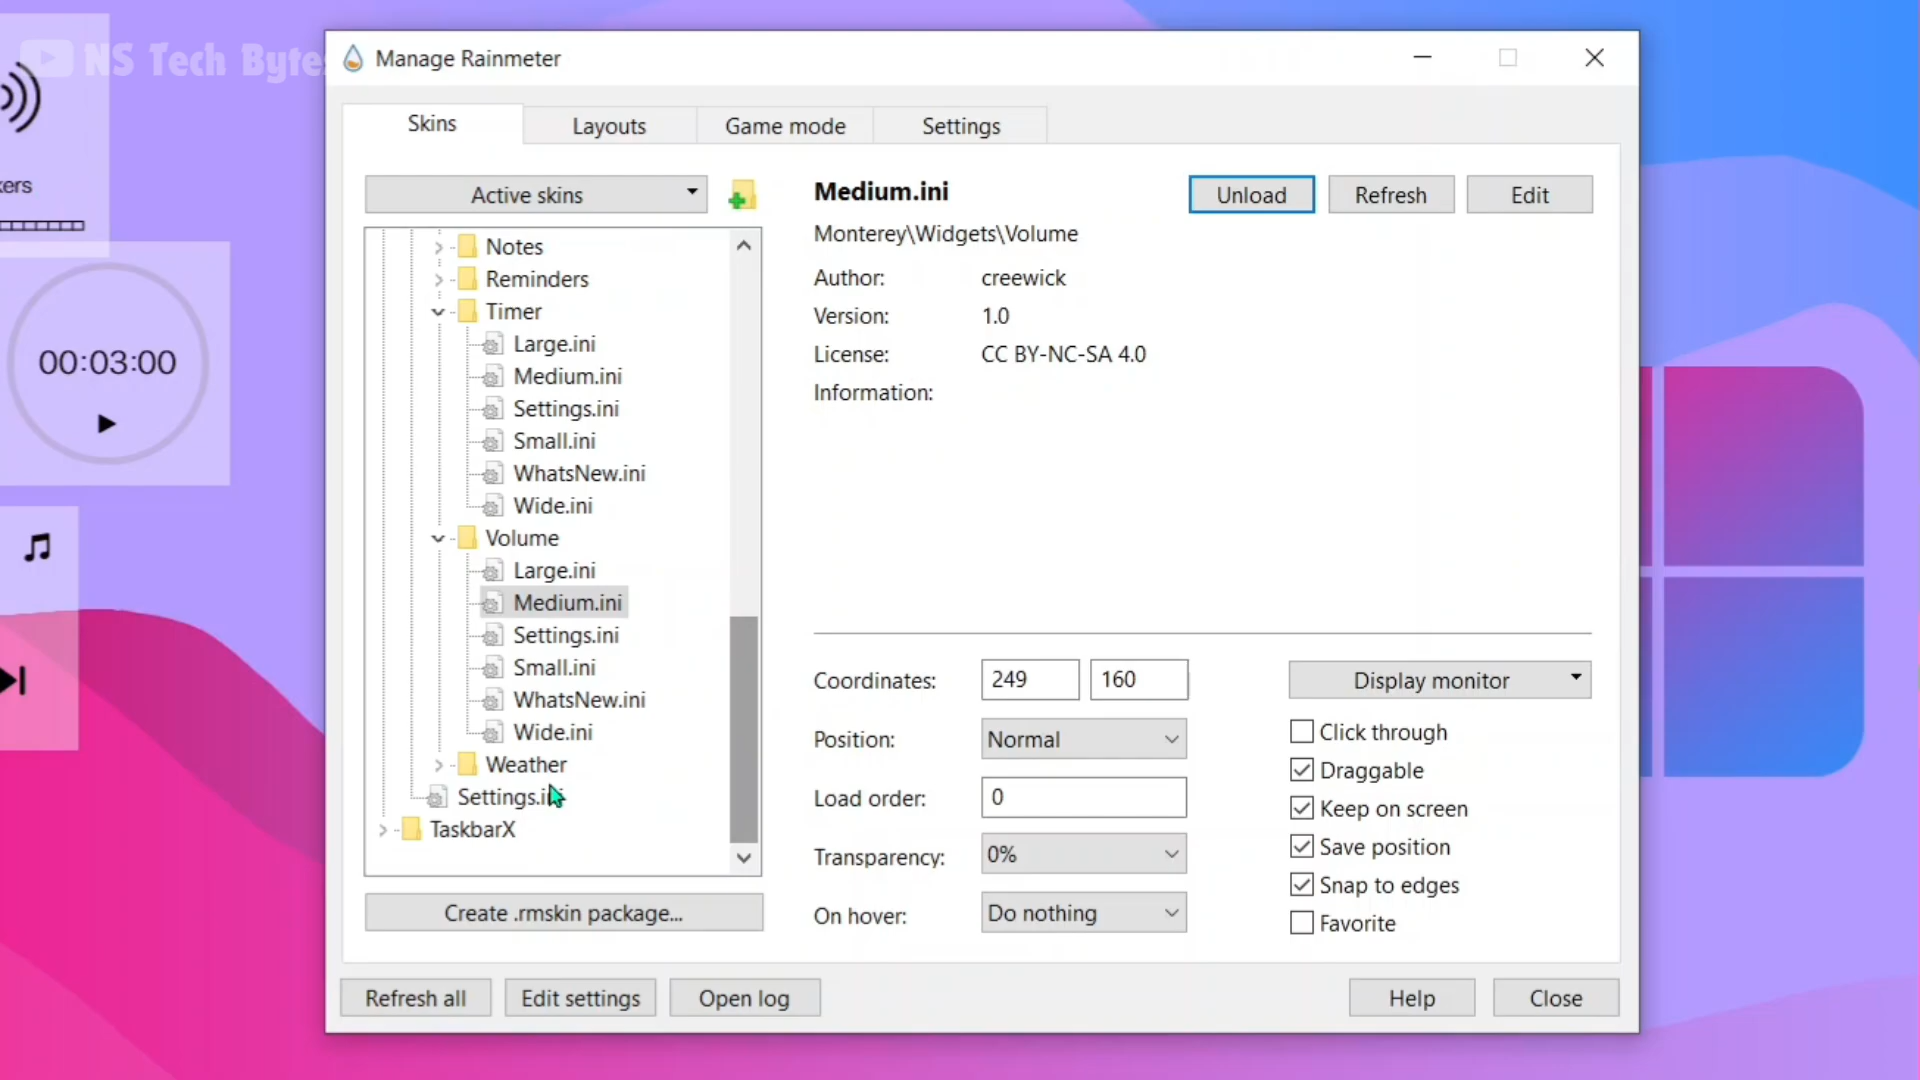 NS Tech Bytes
Manage Rainmeter
Skins
Layouts
Game mode
Settings
Active skins
Medium.ini
Unload
Refresh
Edit
Monterey\Widgets\Volume
Author: creewick
Version: 1.0
License: CC BY-NC-SA 4.0
Information:
Notes
Reminders
Timer
Large.ini
Medium.ini
Settings.ini
Small.ini
WhatsNew.ini
Wide.ini
Volume
Large.ini
Medium.ini
Settings.ini
Small.ini
WhatsNew.ini
Wide.ini
Weather
Settings.ini
TaskbarX
Create .rmskin package...
Coordinates: 249 160
Position: Normal
Load order: 0
Transparency: 0%
On hover: Do nothing
Display monitor
Click through
Draggable
Keep on screen
Save position
Snap to edges
Favorite
Refresh all
Edit settings
Open log
Help
Close
kers
00:03:00